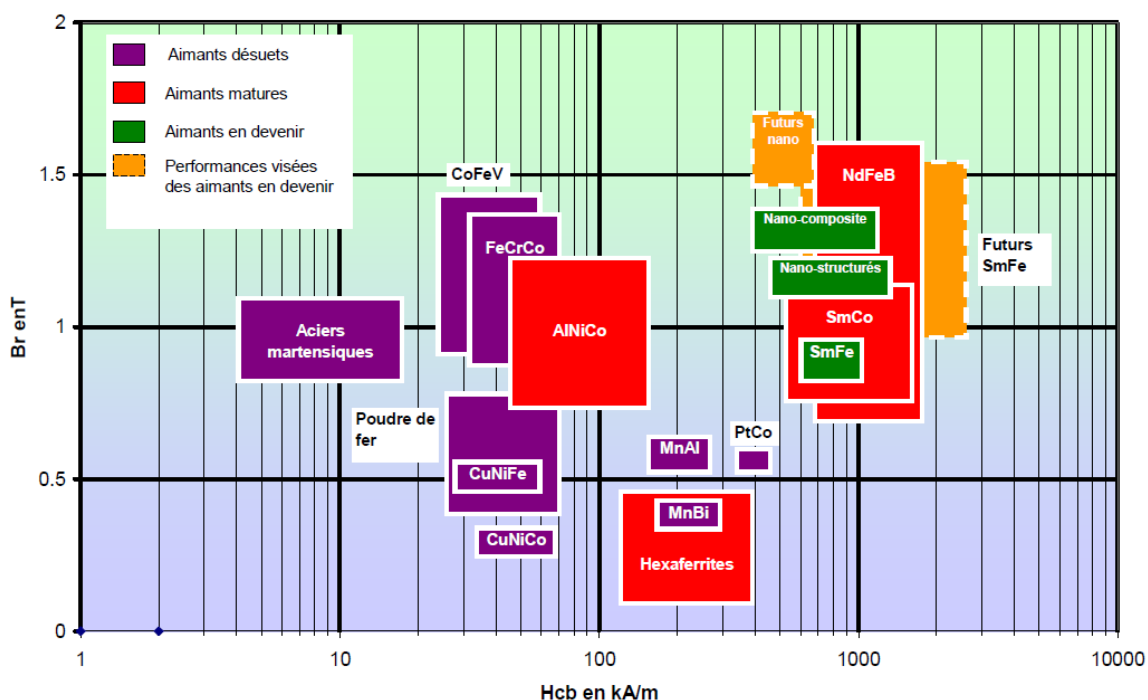 2
1.5
1
0.5
0
Br enT
Aimants désuets
Aimants matures
Aimants en devenir
Performances visées
des aimants en devenir
CoFeV
FeCrCo
Aciers
martensiques
AlNiCo
Poudre de
fer
CuNiFe
CuNiCo
MnAl
PtCo
MnBi
Hexaferrites
Futurs
nano
NdFeB
Nano-composite
Nano-structurés
SmCo
SmFe
Futurs
SmFe
1
10
100
1000
10000
Hcb en kA/m